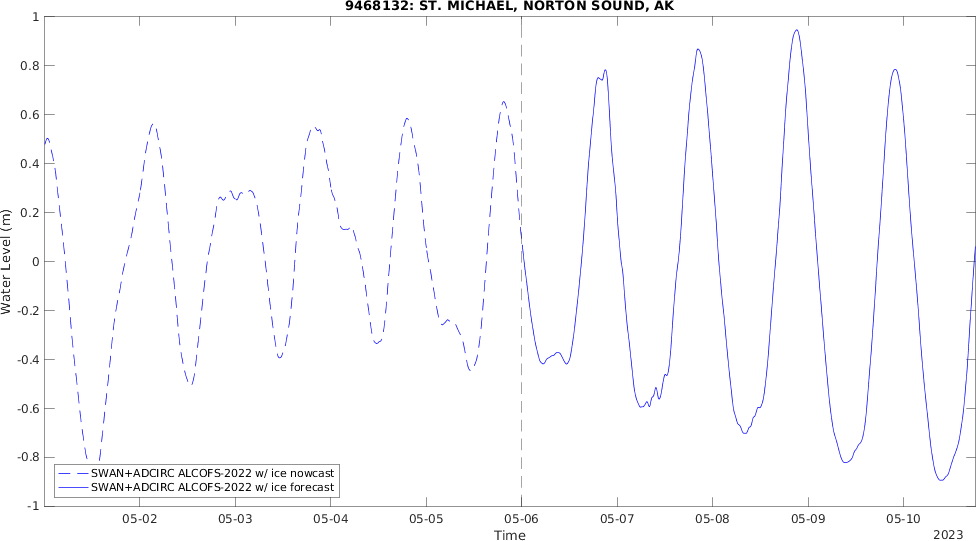 9468132: ST. MICHAEL, NORTON SOUND, AK
1
0.8
0.6
0.4
0.2
0
-0.2
-0.4
-0.6
-0.8
-1
Water Level (m)
SWAN+ADCIRC ALCOFS-2022 w/ ice nowcast
SWAN+ADCIRC ALCOFS-2022 w/ ice forecast
05-02 05-03 05-04 05-05 05-06 05-07 05-08 05-09 05-10
Time
2023